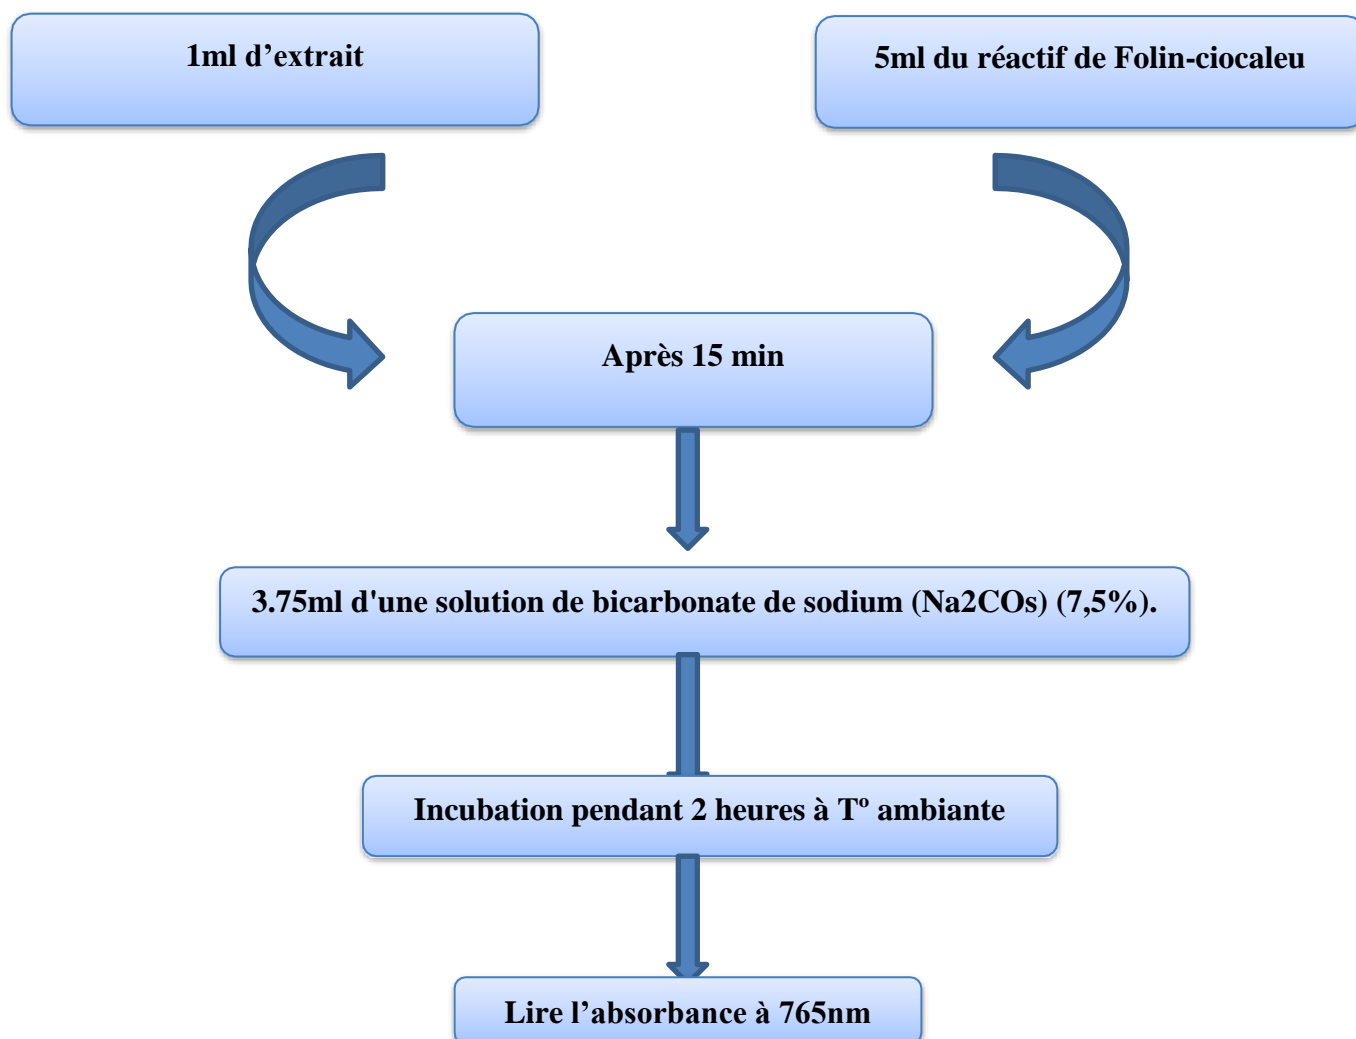 1ml d’extrait
5ml du réactif de Folin-ciocaleu
Après 15 min
3.75ml d'une solution de bicarbonate de sodium (Na2COs) (7,5%).
Incubation pendant 2 heures à Tº ambiante
Lire l’absorbance à 765nm